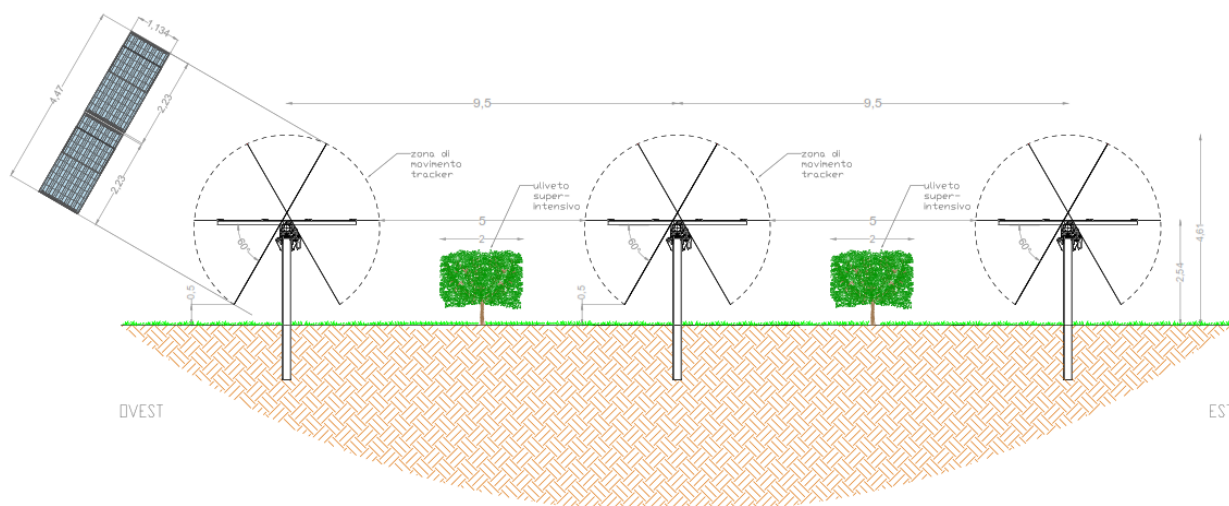 1,134
4,47
2,23
2,23
9,5
9,5
zona di
movimento
tracker
zona di
movimento
tracker
uliveto
super-
intensivo
uliveto
super-
intensivo
5
5
2
2
60°
60°
60°
0,5
0,5
2,54
4,61
OVEST
EST